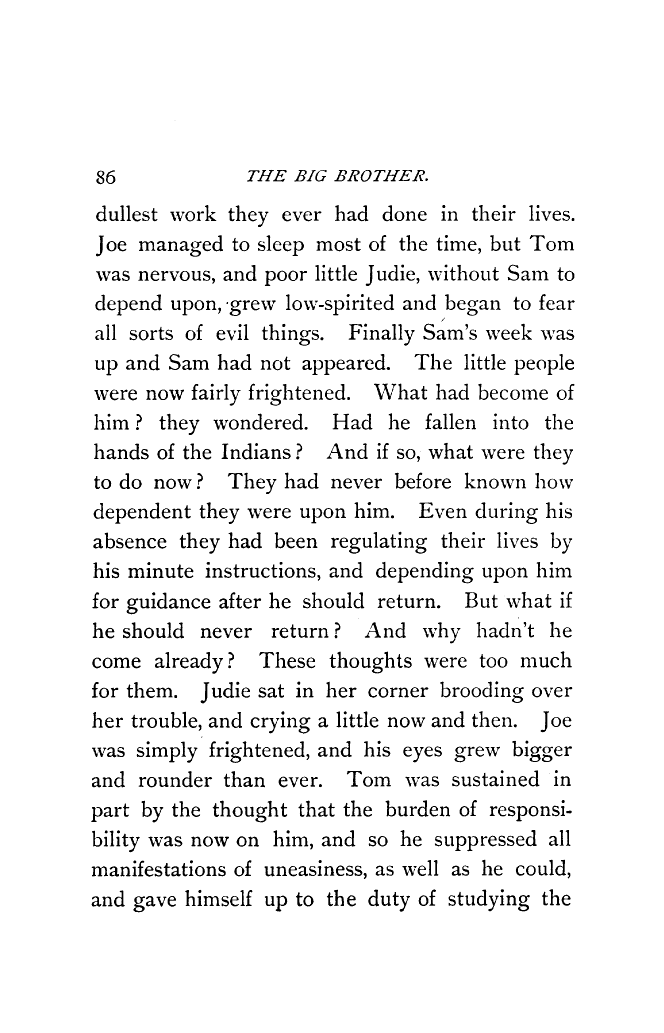 86 THE BIG BROTHER.
dullest work they ever had done in their lives.
Joe managed to sleep most of the time, but Tom
was nervous, and poor little Judie, without Sam to
depend upon, grew low-spirited and began to fear
all sorts of evil things. Finally Sam's week was
up and Sam had not appeared. The little people
were now fairly frightened. What had become of
him? they wondered. Had he fallen into the
hands of the Indians? And if so, what were they
to do now? They had never before known how
dependent they were upon him. Even during his
absence they had been regulating their lives by
his minute instructions, and depending upon him
for guidance after he should return. But what if
he should never return? And why hadn't he
come already? These thoughts were too much
for them. Judie sat in her corner brooding over
her trouble, and crying a little now and then. Joe
was simply frightened, and his eyes grew bigger
and rounder than ever. Tom was sustained in
part by the thought that the burden of responsi-
bility was now on him, and so he suppressed all
manifestations of uneasiness, as well as he could,
and gave himself up to the duty of studying the